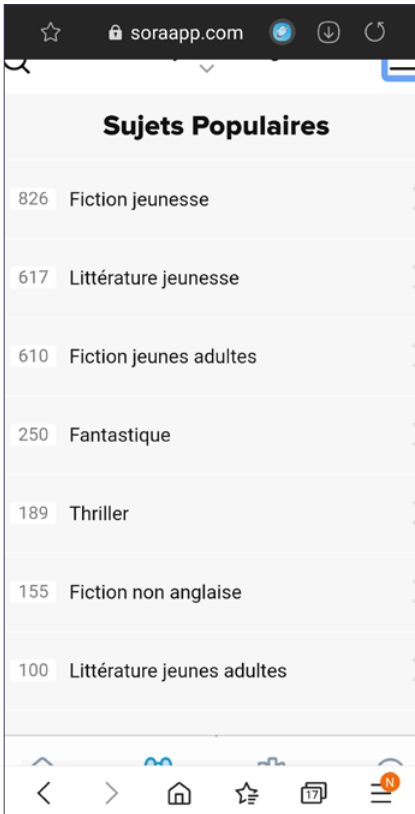 soraapp.com
Sujets Populaires
826 Fiction jeunesse
617 Littérature jeunesse
610 Fiction jeunes adultes
250 Fantastique
189 Thriller
155 Fiction non anglaise
100 Littérature jeunes adultes
17
N